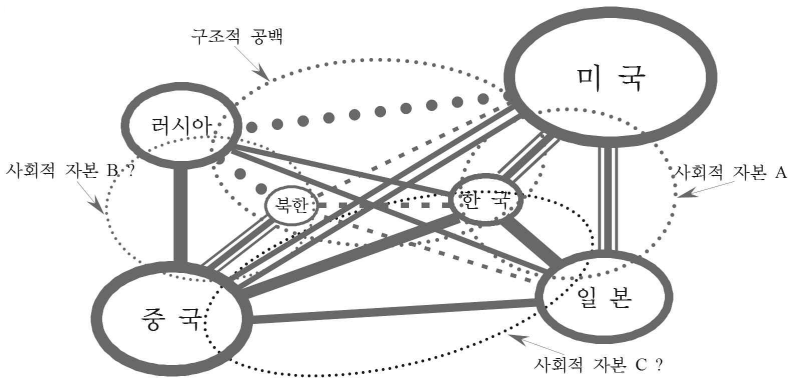 구조적 공백
미 국
러시아
사회적 자본 B ?
사회적 자본 A
북한
한 국
중 국
일 본
사회적 자본 C ?